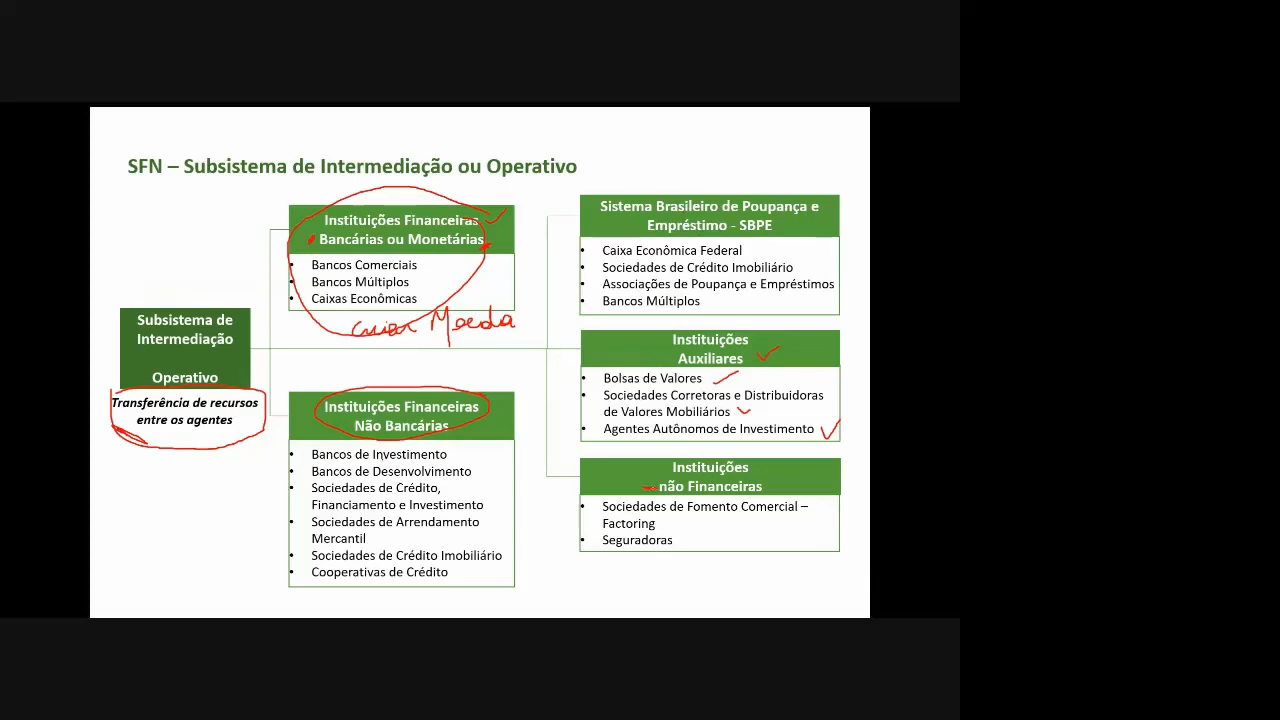 SFN – Subsistema de Intermediação ou Operativo
Subsistema de
Intermediação
Operativo
Transferência de recursos
entre os agentes
Instituições Financeiras
Bancárias ou Monetárias
• Bancos Comerciais
• Bancos Múltiplos
• Caixas Econômicas
criar Moeda
Instituições Financeiras
Não Bancárias
• Bancos de Investimento
• Bancos de Desenvolvimento
• Sociedades de Crédito,
Financiamento e Investimento
• Sociedades de Arrendamento
Mercantil
• Sociedades de Crédito Imobiliário
• Cooperativas de Crédito
Sistema Brasileiro de Poupança e
Empréstimo - SBPE
• Caixa Econômica Federal
• Sociedades de Crédito Imobiliário
• Associações de Poupança e Empréstimos
• Bancos Múltiplos
Instituições
Auxiliares
• Bolsas de Valores
• Sociedades Corretoras e Distribuidoras
de Valores Mobiliários
• Agentes Autônomos de Investimento
Instituições
não Financeiras
• Sociedades de Fomento Comercial –
Factoring
• Seguradoras